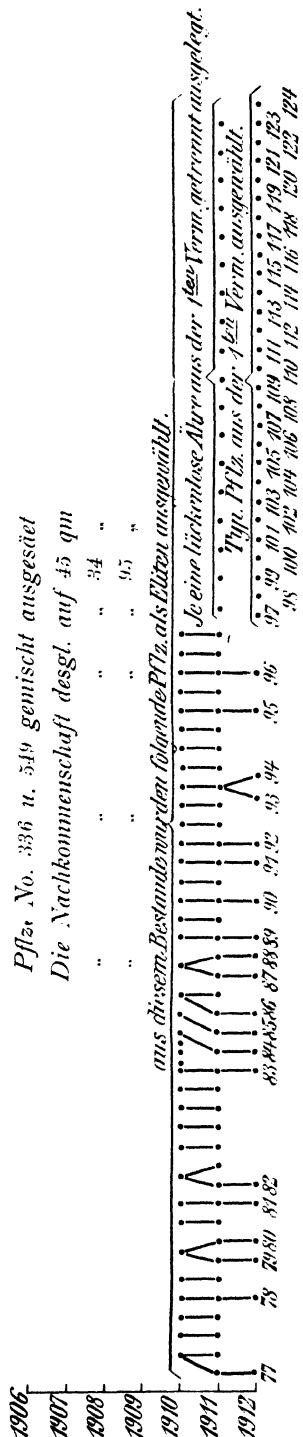 1906
1907
1908
1909
1910
1911
1912
Pflz. No. 336 u. 549 gemischt ausgesäet
Die Nachkommenschaft desgl. auf 45 qm
" " " 34 "
" " " 95 "
aus diesem Bestande wurden folgende Pflz. als Eliten ausgewählt.
Je eine lückenlose Ähre aus der 1ten Verm. getrennt ausgelegt.
Typ. Pflz. aus der 1ten Verm. ausgewählt.
77 78 79 80 81 82 83 84 85 86 87 88 89 90 91 92 93 94 95 96 97 99 101 103 105 107 109 111 113 115 117 119 121 123
98 100 102 104 106 108 110 112 114 116 118 120 122 124